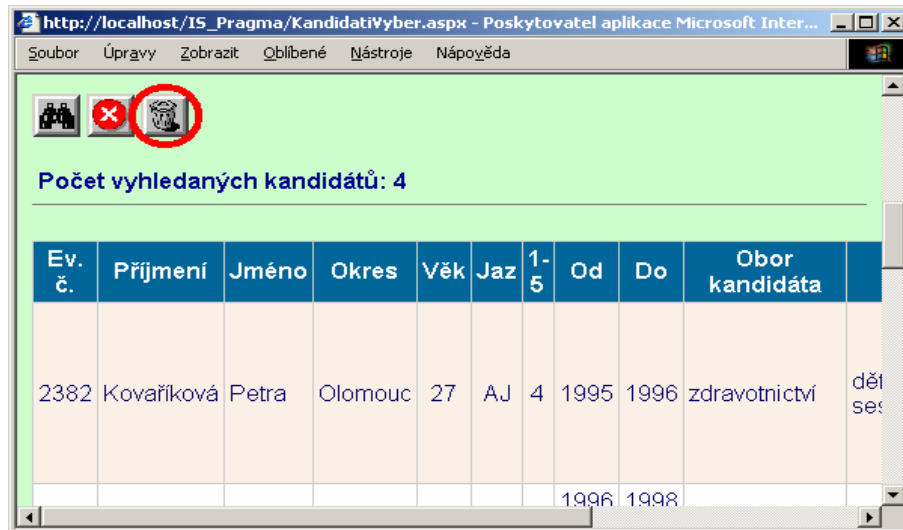 http://localhost/IS_Pragma/KandidatiVyber.aspx - Poskytovatel aplikace Microsoft Inter...
Soubor Úpravy Zobrazit Oblíbené Nástroje Nápověda
Počet vyhledaných kandidátů: 4
Ev. č. Příjmení Jméno Okres Věk Jaz 1-5 Od Do Obor kandidáta
2382 Kovaříková Petra Olomouc 27 AJ 4 1995 1996 zdravotnictví
1996 1998